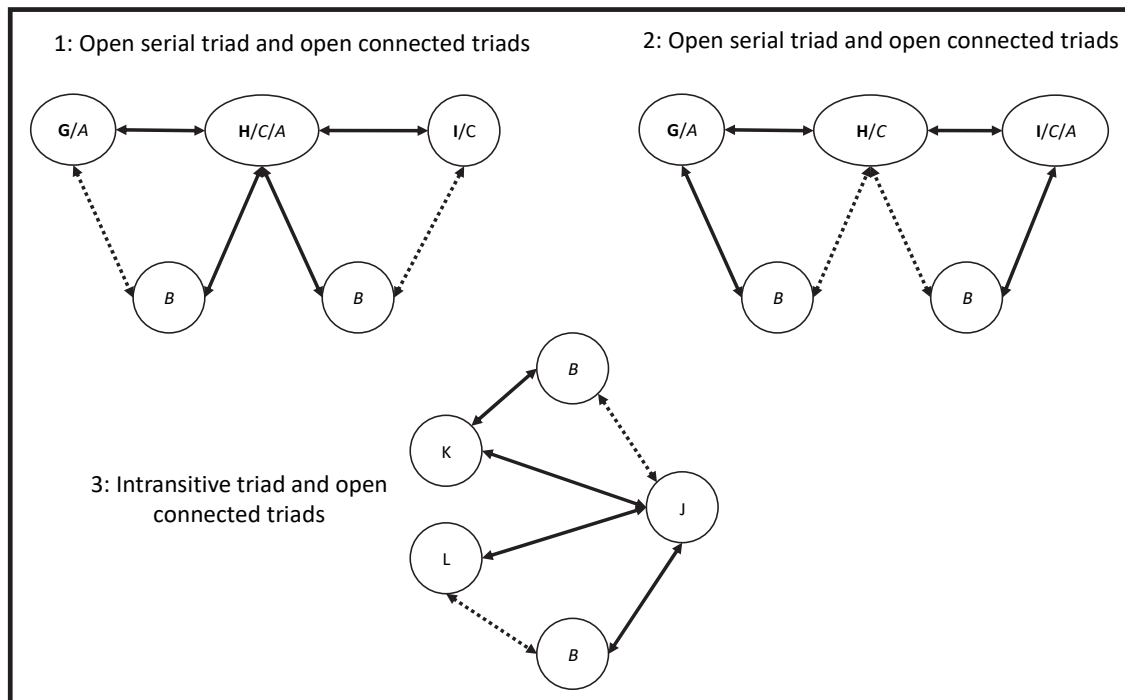 1: Open serial triad and open connected triads
2: Open serial triad and open connected triads
G/A
H/C/A
I/C
G/A
H/C
I/C/A
B
B
B
B
B
K
3: Intransitive triad and open
connected triads
J
L
B